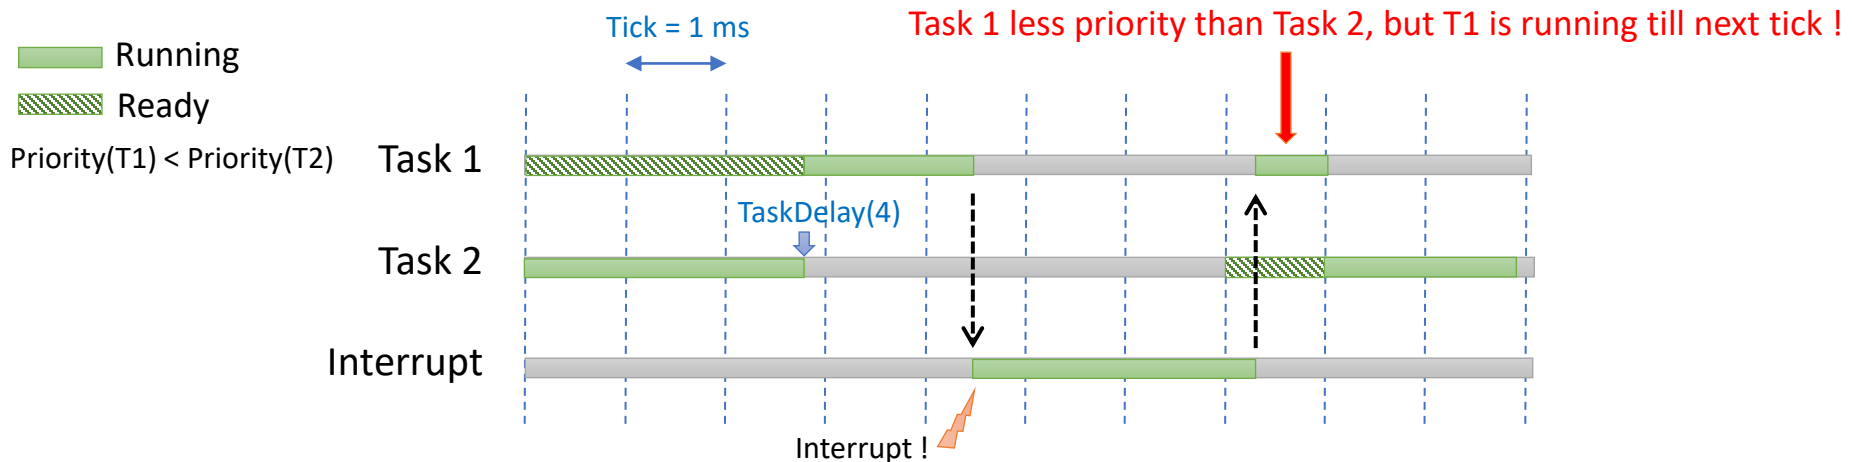 Task 1 less priority than Task 2, but T1 is running till next tick !
Tick = 1 ms
Running
Ready
Priority(T1) < Priority(T2)
Task 1
TaskDelay(4)
Task 2
Interrupt
Interrupt !